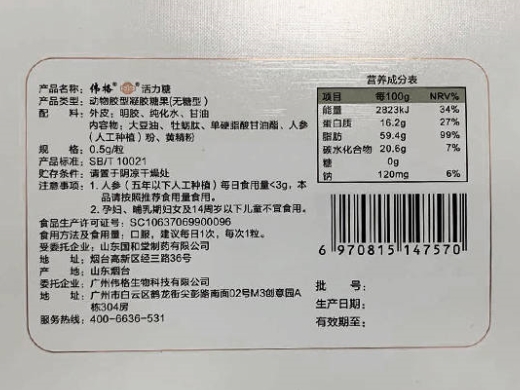 产品名称：伟格® 活力糖
产品类型：动物胶型凝胶糖果(无糖型)
配 料：外皮：明胶、纯化水、甘油
内容物：大豆油、牡蛎肽、单硬脂酸甘油酯、人参
（人工种植）粉、黄精粉
规 格：0.5g/粒
产品标准：SB/T 10021
贮存条件：请置于阴凉干燥处
注意事项：1. 人参（五年以下人工种植）每日食用量<3g，本
品请按照推荐食用量食用。
2. 孕妇、哺乳期妇女及14周岁以下儿童不宜食用。
食品生产许可证编号：SC10637069900096
食用方法及食用量：口服，建议每日1次，每次1粒。
受委托企业：山东国和堂制药有限公司
地 址：烟台高新区经三路36号
产 地：山东烟台
委托企业：广州伟格生物科技有限公司
地 址：广州市白云区鹤龙街尖彭路南面02号M3创意园A
栋304房
服务热线：400-6636-531
营养成分表
项目 每100g NRV%
能量 2823kJ 34%
蛋白质 16.2g 27%
脂肪 59.4g 99%
碳水化合物 20.6g 7%
糖 0g
钠 120mg 6%
6 970815 147570
批 号：
生产日期：
有效期至：